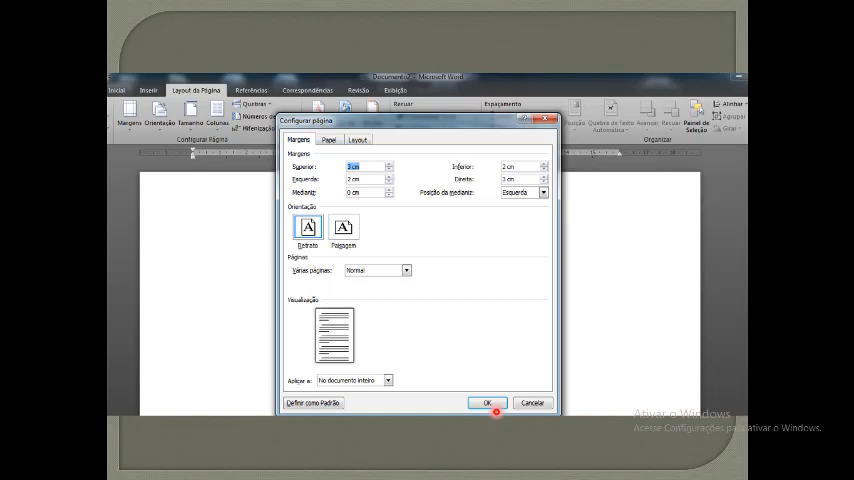 Documento2 - Microsoft Word
Inicial Inserir Layout da Página Referências Correspondências Revisão Exibição
Margens Orientação Tamanho Colunas Quebras Números de Hifenização Recuar Espaçamento Posição Quebra de Texto Automática Avançar Recuar Painel de Seleção Alinhar Agrupar Girar
Configurar Página Organizar
Configurar página
Margens Papel Layout
Margens
Superior: 3 cm Inferior: 2 cm
Esquerda: 2 cm Direita: 3 cm
Medianiz: 0 cm Posição da medianiz: Esquerda
Orientação
Retrato Paisagem
Páginas
Várias páginas: Normal
Visualização
Aplicar a: No documento inteiro
Definir como Padrão OK Cancelar
Ativar o Windows
Acesse Configurações para ativar o Windows.